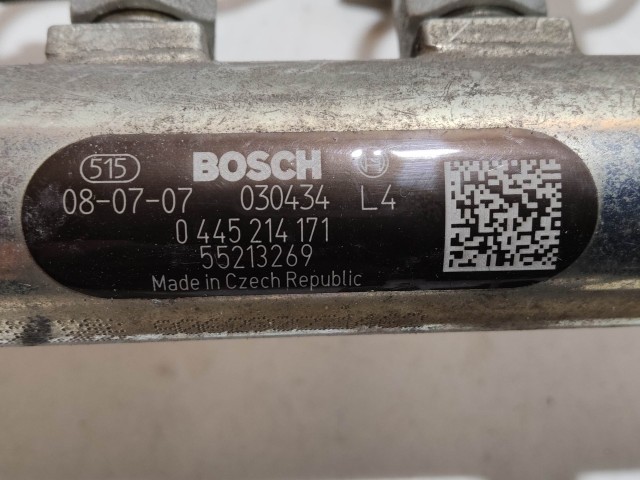 515 BOSCH
08-07-07 030434 L4
0 445 214 171
55213269
Made in Czech Republic